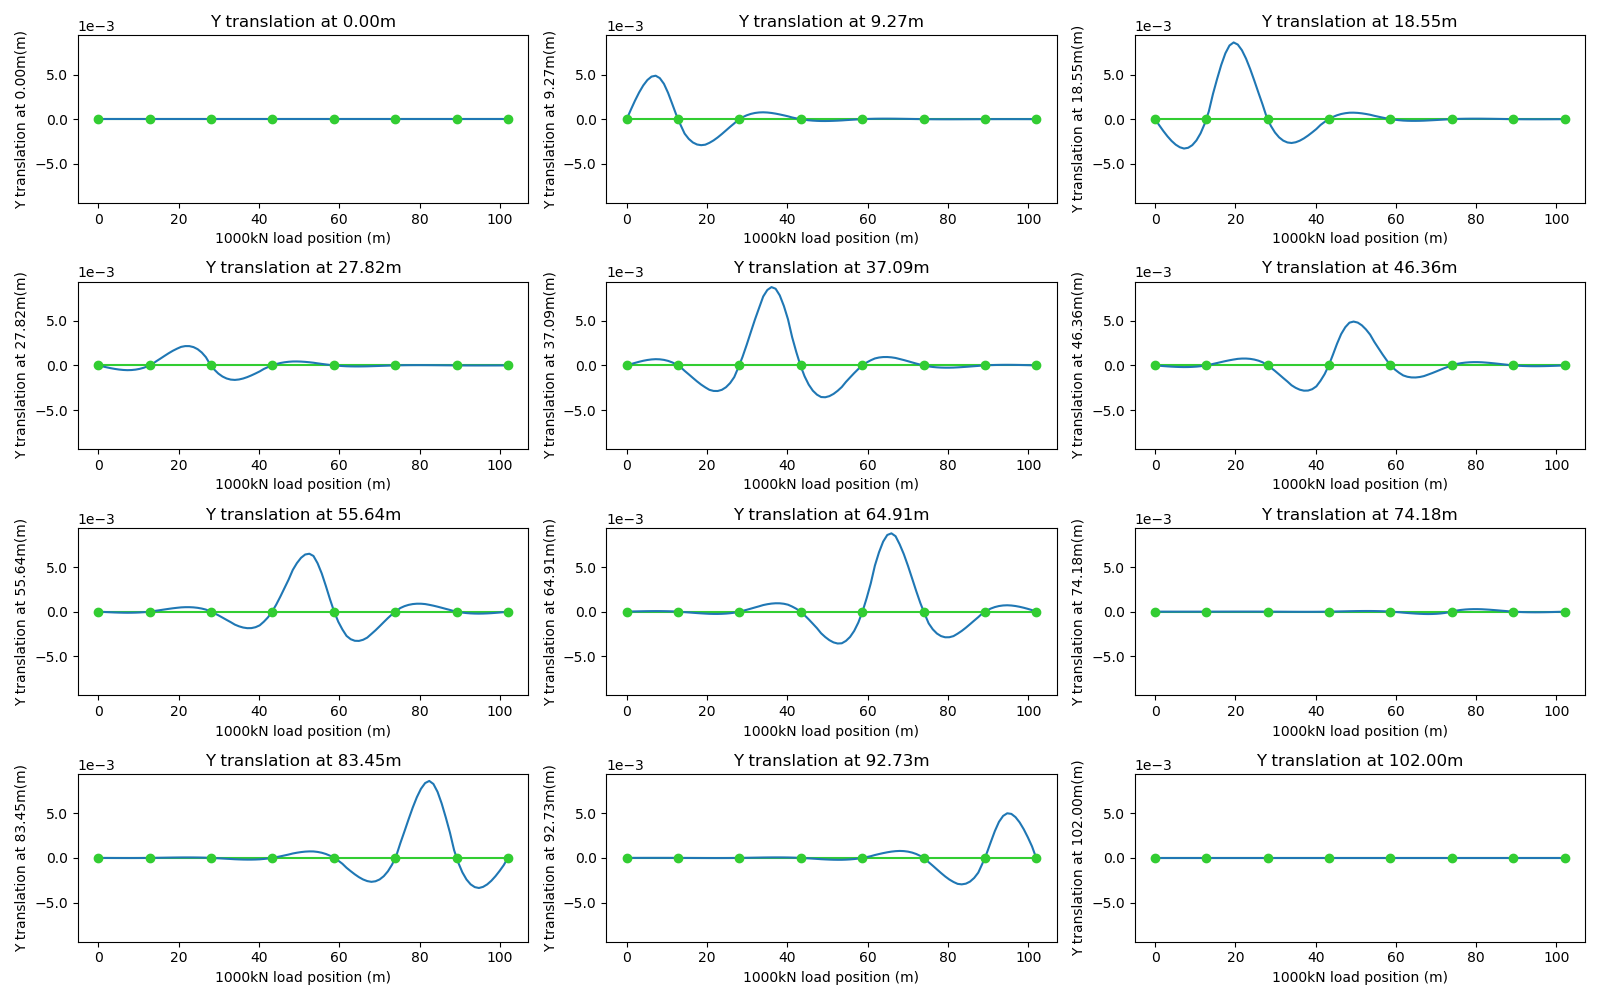 Y translation at 0.00m
1e−3
Y translation at 0.00m(m)
5.0
0.0
−5.0
0 20 40 60 80 100
1000kN load position (m)
Y translation at 9.27m
1e−3
Y translation at 9.27m(m)
5.0
0.0
−5.0
0 20 40 60 80 100
1000kN load position (m)
Y translation at 18.55m
1e−3
Y translation at 18.55m(m)
5.0
0.0
−5.0
0 20 40 60 80 100
1000kN load position (m)
Y translation at 27.82m
1e−3
Y translation at 27.82m(m)
5.0
0.0
−5.0
0 20 40 60 80 100
1000kN load position (m)
Y translation at 37.09m
1e−3
Y translation at 37.09m(m)
5.0
0.0
−5.0
0 20 40 60 80 100
1000kN load position (m)
Y translation at 46.36m
1e−3
Y translation at 46.36m(m)
5.0
0.0
−5.0
0 20 40 60 80 100
1000kN load position (m)
Y translation at 55.64m
1e−3
Y translation at 55.64m(m)
5.0
0.0
−5.0
0 20 40 60 80 100
1000kN load position (m)
Y translation at 64.91m
1e−3
Y translation at 64.91m(m)
5.0
0.0
−5.0
0 20 40 60 80 100
1000kN load position (m)
Y translation at 74.18m
1e−3
Y translation at 74.18m(m)
5.0
0.0
−5.0
0 20 40 60 80 100
1000kN load position (m)
Y translation at 83.45m
1e−3
Y translation at 83.45m(m)
5.0
0.0
−5.0
0 20 40 60 80 100
1000kN load position (m)
Y translation at 92.73m
1e−3
Y translation at 92.73m(m)
5.0
0.0
−5.0
0 20 40 60 80 100
1000kN load position (m)
Y translation at 102.00m
1e−3
Y translation at 102.00m(m)
5.0
0.0
−5.0
0 20 40 60 80 100
1000kN load position (m)